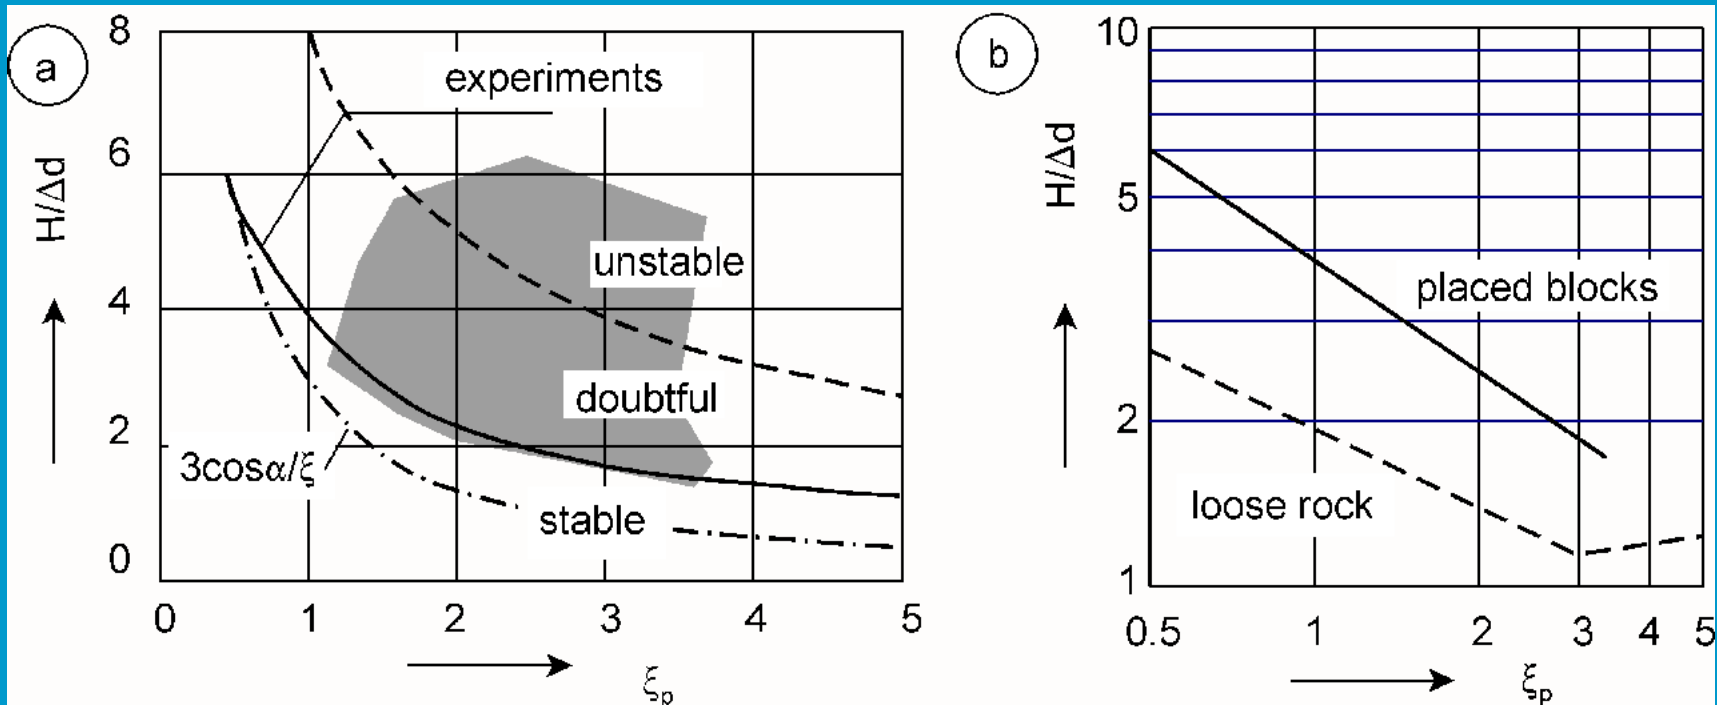 a
8
6
4
2
0
H/Δd
experiments
unstable
doubtful
3cosα/ξ
stable
0 1 2 3 4 5
ξp
b
10
5
2
1
H/Δd
placed blocks
loose rock
0.5 1 2 3 4 5
ξp